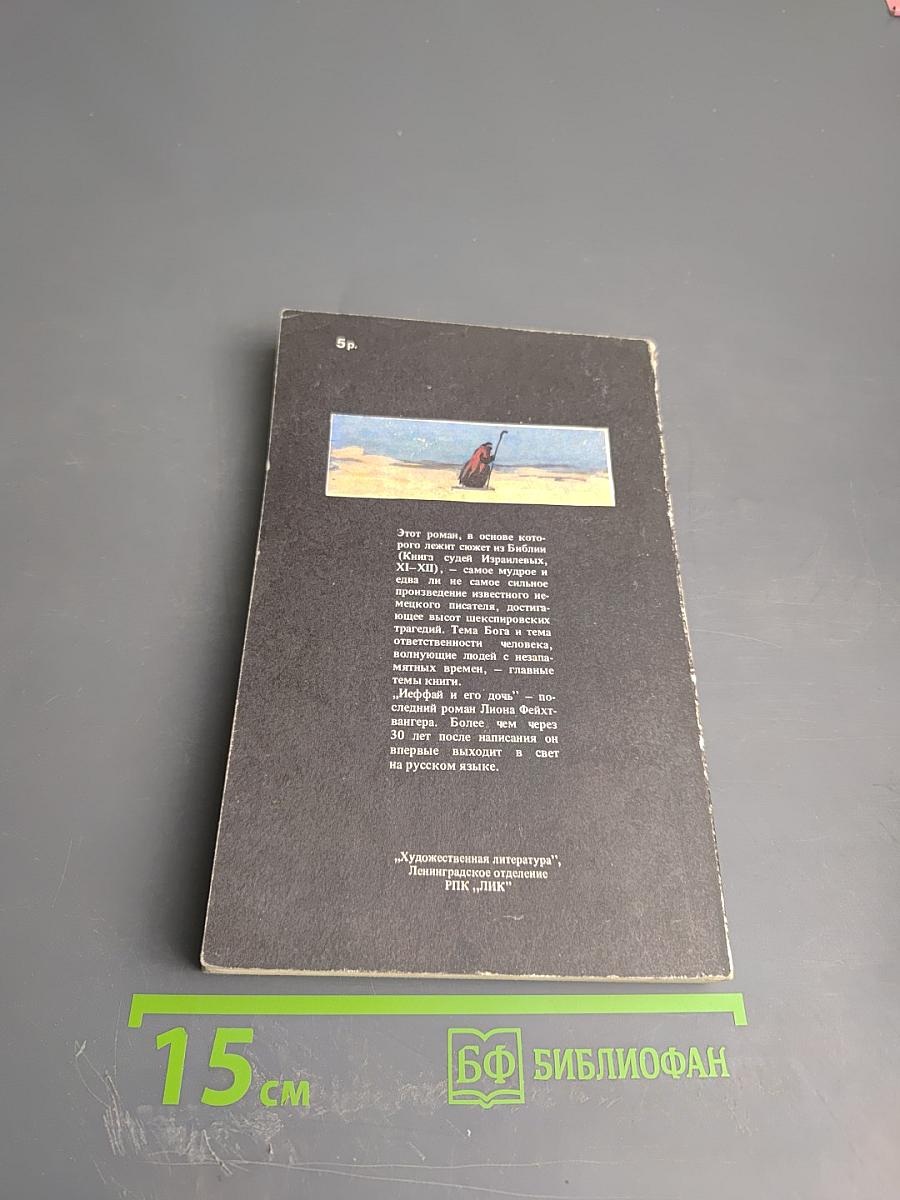 5р.
Этот роман, в основе кото-
рого лежит сюжет из Библии
(Книга судей Израилевых,
XI—XII), — самое мудрое и
едва ли не самое сильное
произведение известного не-
мецкого писателя, достига-
ющее высот шекспировских
трагедий. Тема Бога и тема
ответственности человека,
волнующие людей с незапа-
мятных времен, — главные
темы книги.
„Иеффай и его дочь” — по-
следний роман Лиона Фейхт-
вангера. Более чем через
30 лет после написания он
впервые выходит в свет
на русском языке.
„Художественная литература”,
Ленинградское отделение
РПК „ЛИК”
15 см
БФ БИБЛИОФАН